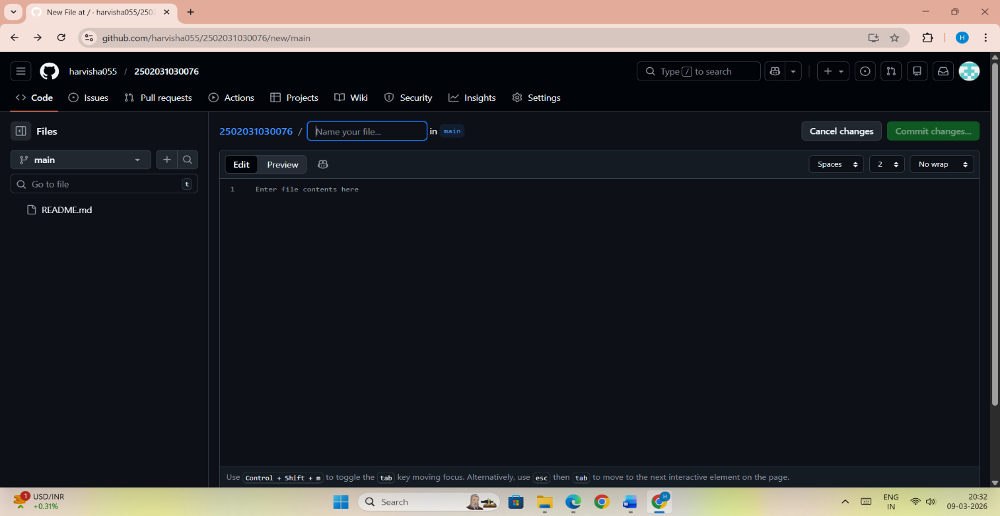 New File at / · harvisha055/250
github.com/harvisha055/2502031030076/new/main
H
harvisha055 / 2502031030076
Type / to search
Code
Issues
Pull requests
Actions
Projects
Wiki
Security
Insights
Settings
Files
2502031030076 / Name your file... in main
Cancel changes
Commit changes...
main
Edit
Preview
Spaces
2
No wrap
Go to file
t
1 Enter file contents here
README.md
Use Control + Shift + m to toggle the tab key moving focus. Alternatively, use esc then tab to move to the next interactive element on the page.
1
USD/INR
+0.31%
Search
W
H
ENG
IN
20:32
09-03-2026